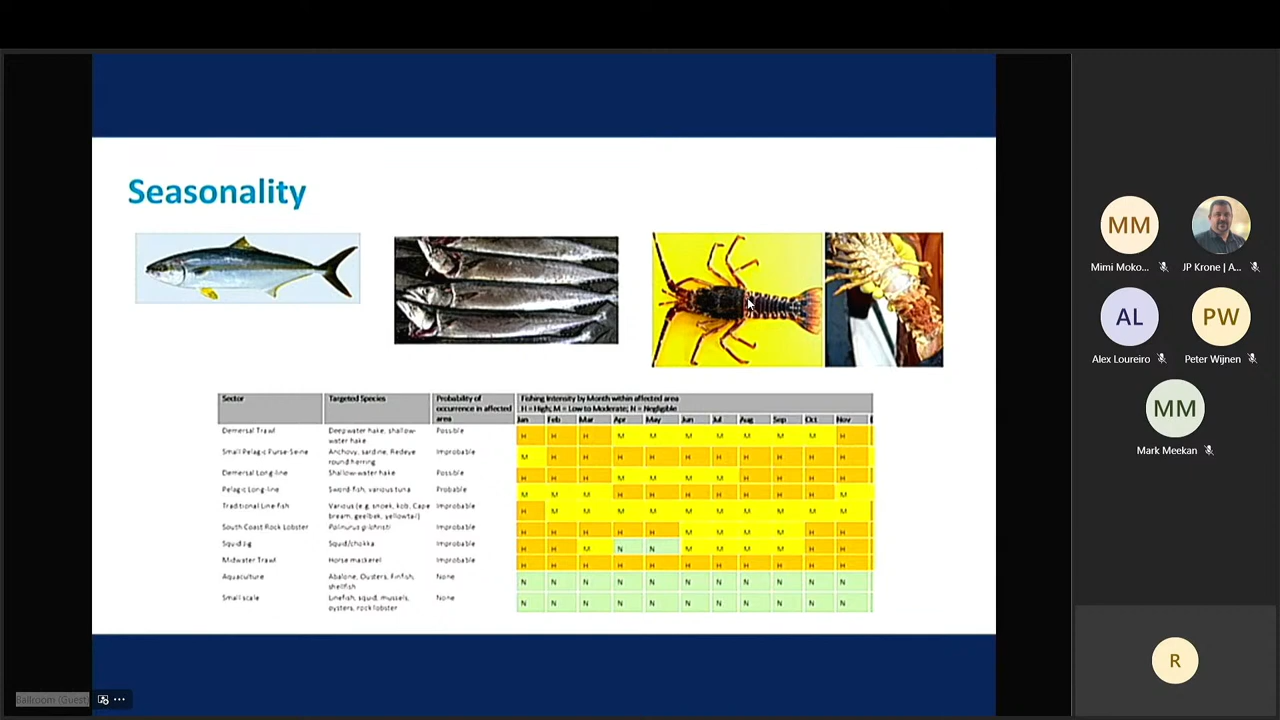 Seasonality
Sector Targeted Species Probability of occurrence in affected area Fishing Intensity by Month within affected area
H = High; M = Low to Moderate; N = Negligible
Jan Feb Mar Apr May Jun Jul Aug Sep Oct Nov
Demersal Trawl Deepwater hake, shallow-water hake Possible H H H M M M M M M M H
Small Pelagic Purse-Seine Anchovy, sardine, Redeye round herring Improbable M H H H H H H H H H H
Demersal Long-line Shallow-water hake Possible H H H M M M M H H H H
Pelagic Long-line Swordfish, various tuna Probable M M M H H H H H H H M
Traditional Line fish Various (e.g. snoek, kob, Cape bream, geelbek, yellowtail) Improbable H M M M M M M M M M M
South Coast Rock Lobster Palinurus gilchristi Improbable H H H H H M M M M H H
Squid Jig Squid/chokka Improbable H H M N N M M M M H H
Midwater Trawl Horse mackerel Improbable H H H H H H H H H H H
Aquaculture Abalone, Oysters, Finfish, shellfish None N N N N N N N N N N N
Small scale Linefish, squid, mussels, oysters, rock lobster None N N N N N N N N N N N
MM
Mimi Moko...
JP Krone | A...
AL
Alex Loureiro
PW
Peter Wijnen
MM
Mark Meekan
R
Ballroom (Guest)